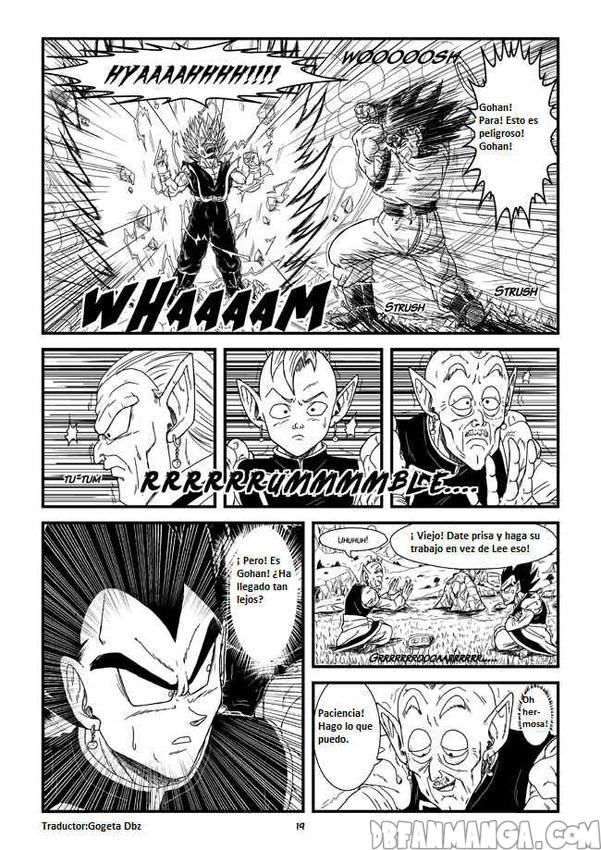 HYAAAAHHHH!!!!
WOOOOOSH
Gohan!
Para! Esto es
peligroso!
Gohan!
WHAAAAAM
STRUSH
STRUSH
TU-TUM
RRRRRRRUMMMMBLE....
¡ Pero! Es
Gohan! ¿Ha
llegado tan
lejos?
UHUHUH!
¡ Viejo! Date prisa y haga su
trabajo en vez de Lee eso!
GRRRRRRROOOAARRRRRR.....
Paciencia!
Hago lo que
puedo.
Oh
her-
mosa!
Traductor:Gogeta Dbz
19
DBFANMANGA.COM